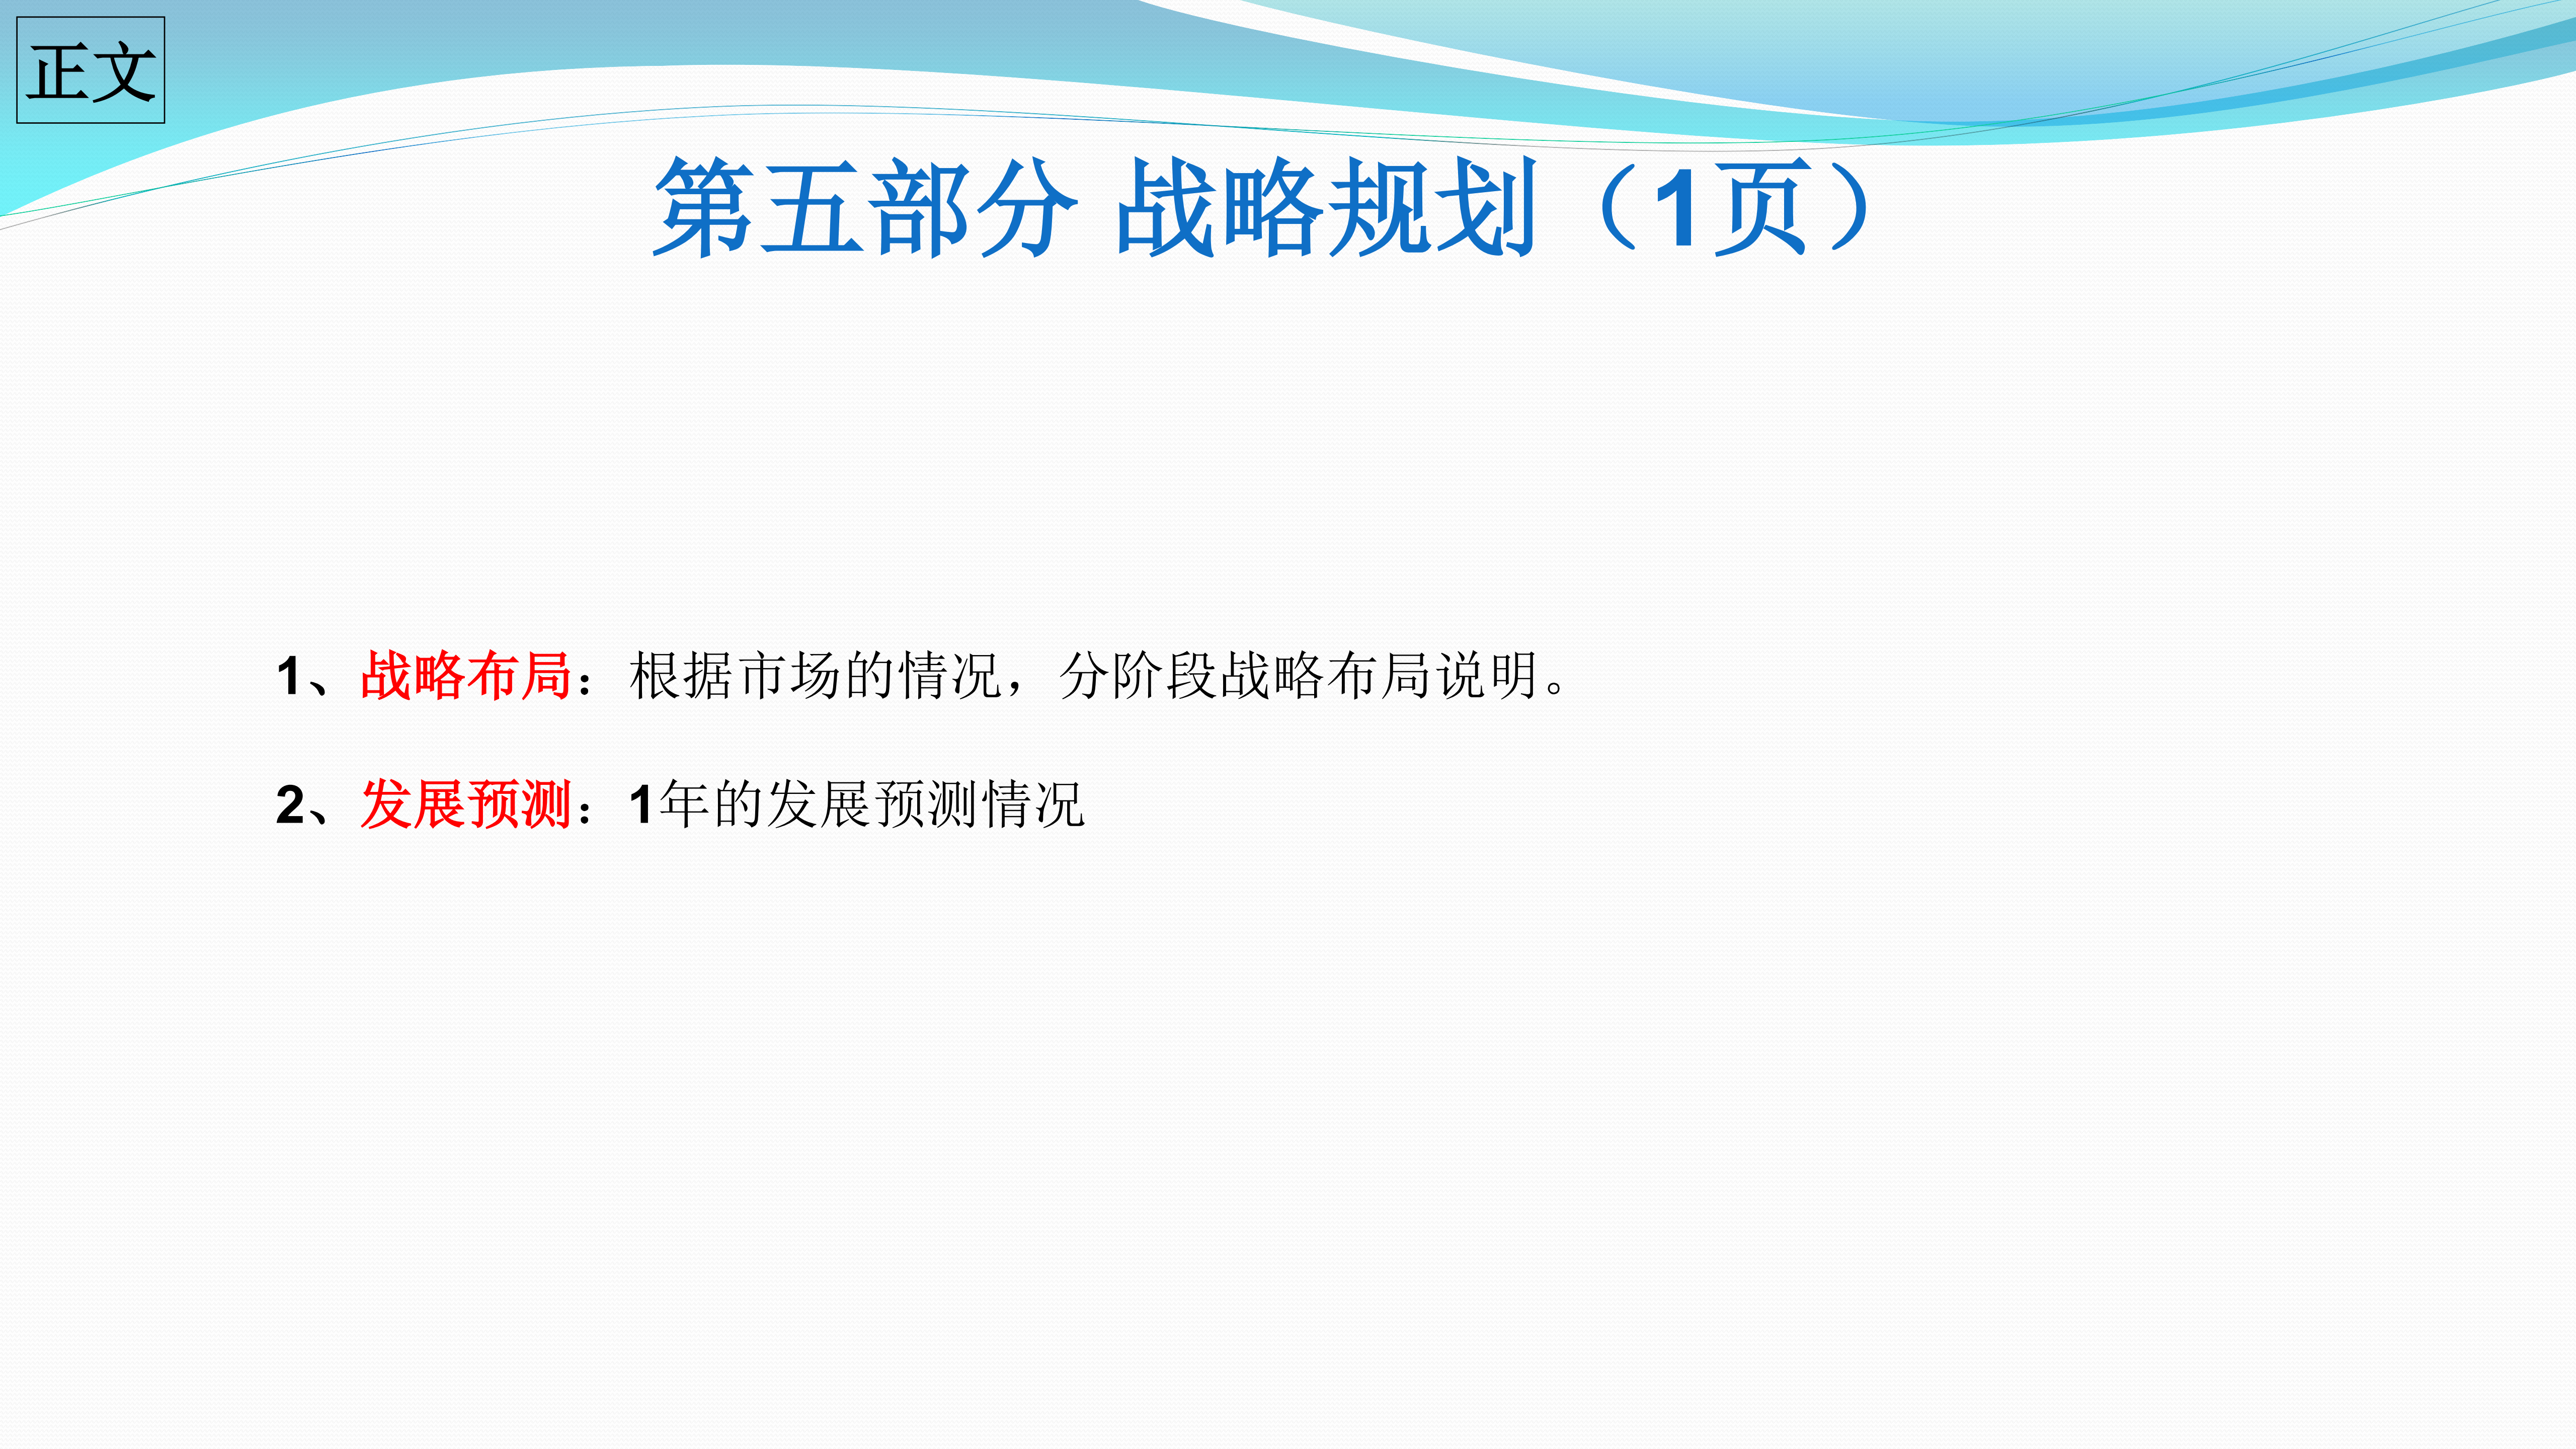 正文
第五部分 战略规划（1页）
1、战略布局：根据市场的情况，分阶段战略布局说明。
2、发展预测：1年的发展预测情况